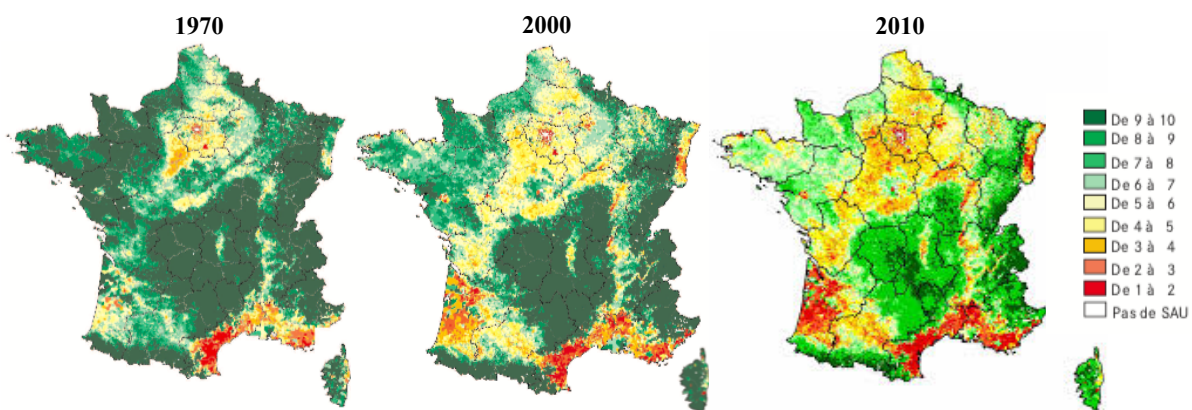 1970
2000
2010
De 9 à 10
De 8 à 9
De 7 à 8
De 6 à 7
De 5 à 6
De 4 à 5
De 3 à 4
De 2 à 3
De 1 à 2
Pas de SAU